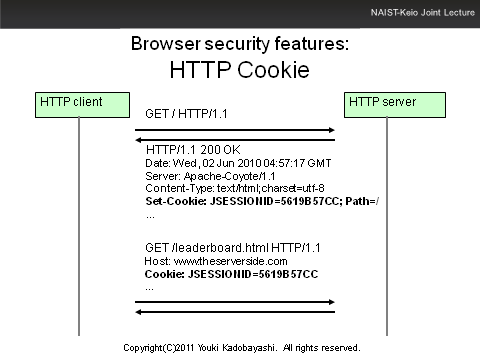 NAIST-Keio Joint Lecture
Browser security features:
HTTP Cookie
HTTP client
HTTP server
GET / HTTP/1.1
HTTP/1.1 200 OK
Date: Wed, 02 Jun 2010 04:57:17 GMT
Server: Apache-Coyote/1.1
Content-Type: text/html;charset=utf-8
Set-Cookie: JSESSIONID=5619B57CC; Path=/
...
GET /leaderboard.html HTTP/1.1
Host: www.theserverside.com
Cookie: JSESSIONID=5619B57CC
...
Copyright(C)2011 Youki Kadobayashi. All rights reserved.